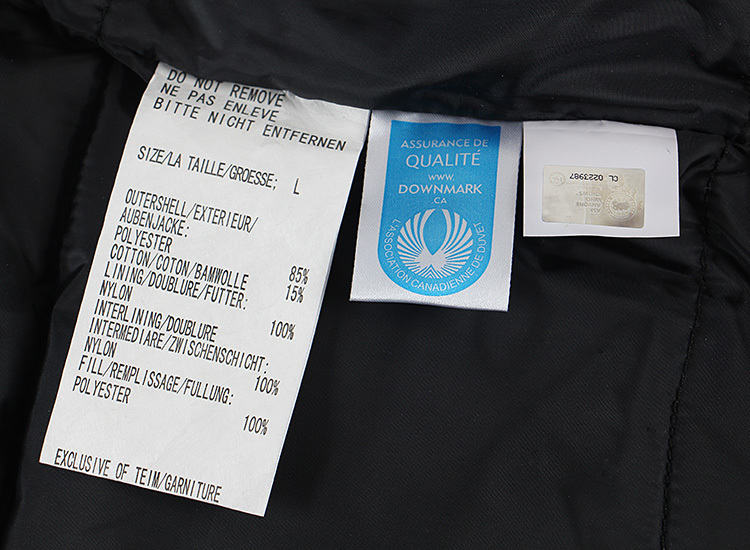 DO NOT REMOVE
NE PAS ENLEVE
BITTE NICHT ENTFERNEN
SIZE/LA TAILLE/GROESSE; L
OUTERSHELL/EXTERIEUR/
AUBENJACKE:
POLYESTER 85%
COTTON/COTON/BAMWOLLE 15%
LINING/DOUBLURE/FUTTER:
NYLON 100%
INTERLINING/DOUBLURE
INTERMEDIARE/ZWISCHENSCHICHT:
NYLON 100%
FILL/REMPLISSAGE/FULLUNG:
POLYESTER 100%
EXCLUSIVE OF TEIM/GARNITURE
ASSURANCE DE
QUALITÉ
WWW.
DOWNMARK
.CA
L'ASSOCIATION CANADIENNE DE DUVET
CL 0223987